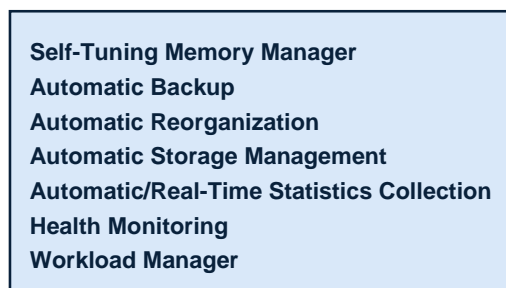 Self-Tuning Memory Manager
Automatic Backup
Automatic Reorganization
Automatic Storage Management
Automatic/Real-Time Statistics Collection
Health Monitoring
Workload Manager